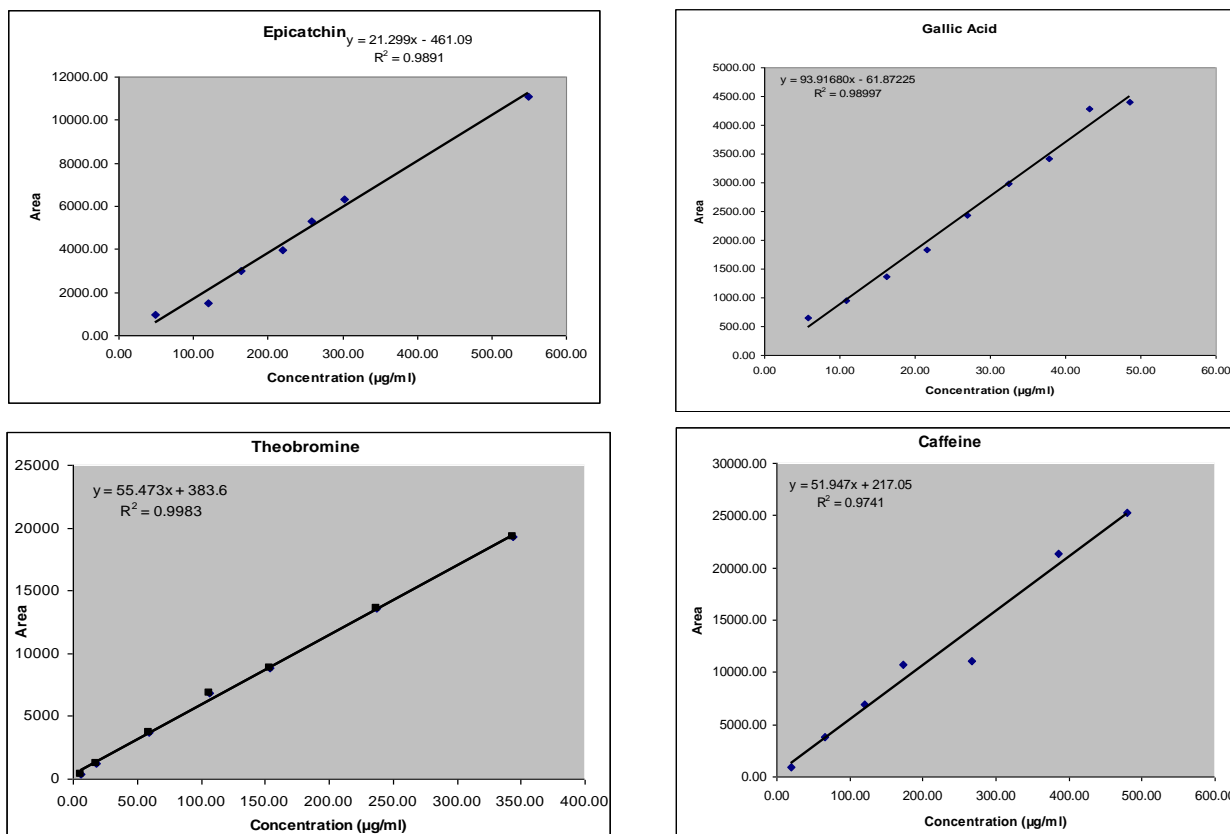 Epicatchin
y = 21.299x - 461.09
R² = 0.9891
12000.00
10000.00
8000.00
6000.00
4000.00
2000.00
0.00
Area
0.00 100.00 200.00 300.00 400.00 500.00 600.00
Concentration (µg/ml)
Gallic Acid
y = 93.91680x - 61.87225
R² = 0.98997
5000.00
4500.00
4000.00
3500.00
3000.00
2500.00
2000.00
1500.00
1000.00
500.00
0.00
Area
0.00 10.00 20.00 30.00 40.00 50.00 60.00
Concentration (µg/ml)
Theobromine
y = 55.473x + 383.6
R² = 0.9983
25000
20000
15000
10000
5000
0
Area
0.00 50.00 100.00 150.00 200.00 250.00 300.00 350.00 400.00
Concentration (µg/ml)
Caffeine
y = 51.947x + 217.05
R² = 0.9741
30000.00
25000.00
20000.00
15000.00
10000.00
5000.00
0.00
Area
0.00 100.00 200.00 300.00 400.00 500.00 600.00
Concentration (µg/ml)